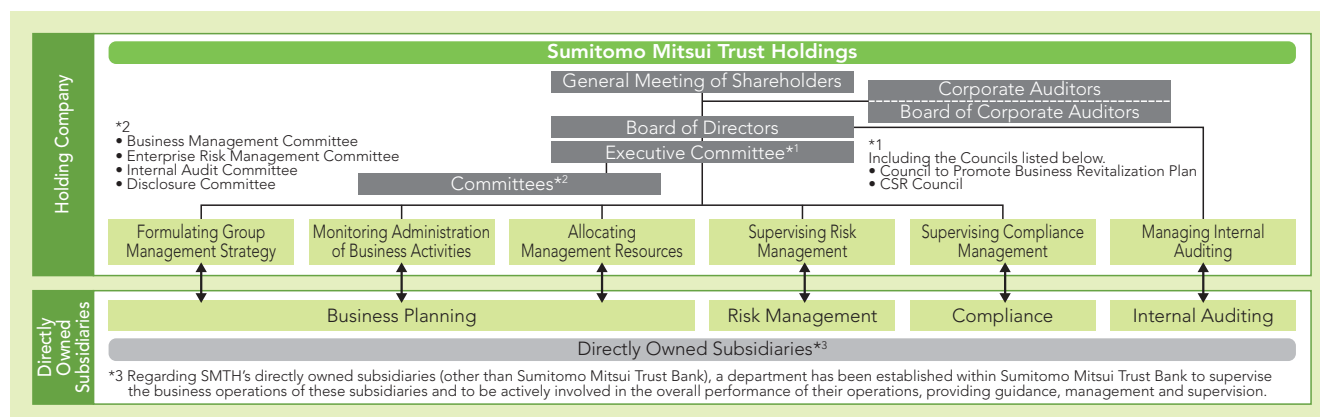 Holding Company
Sumitomo Mitsui Trust Holdings
General Meeting of Shareholders
Corporate Auditors
Board of Corporate Auditors
Board of Directors
Executive Committee*1
Committees*2
*2
• Business Management Committee
• Enterprise Risk Management Committee
• Internal Audit Committee
• Disclosure Committee
*1
Including the Councils listed below.
• Council to Promote Business Revitalization Plan
• CSR Council
Formulating Group
Management Strategy
Monitoring Administration
of Business Activities
Allocating
Management Resources
Supervising Risk
Management
Supervising Compliance
Management
Managing Internal
Auditing
Directly
Owned
Subsidiaries
Business Planning
Risk Management
Compliance
Internal Auditing
Directly Owned Subsidiaries*3
*3 Regarding SMTH's directly owned subsidiaries (other than Sumitomo Mitsui Trust Bank), a department has been established within Sumitomo Mitsui Trust Bank to supervise
the business operations of these subsidiaries and to be actively involved in the overall performance of their operations, providing guidance, management and supervision.